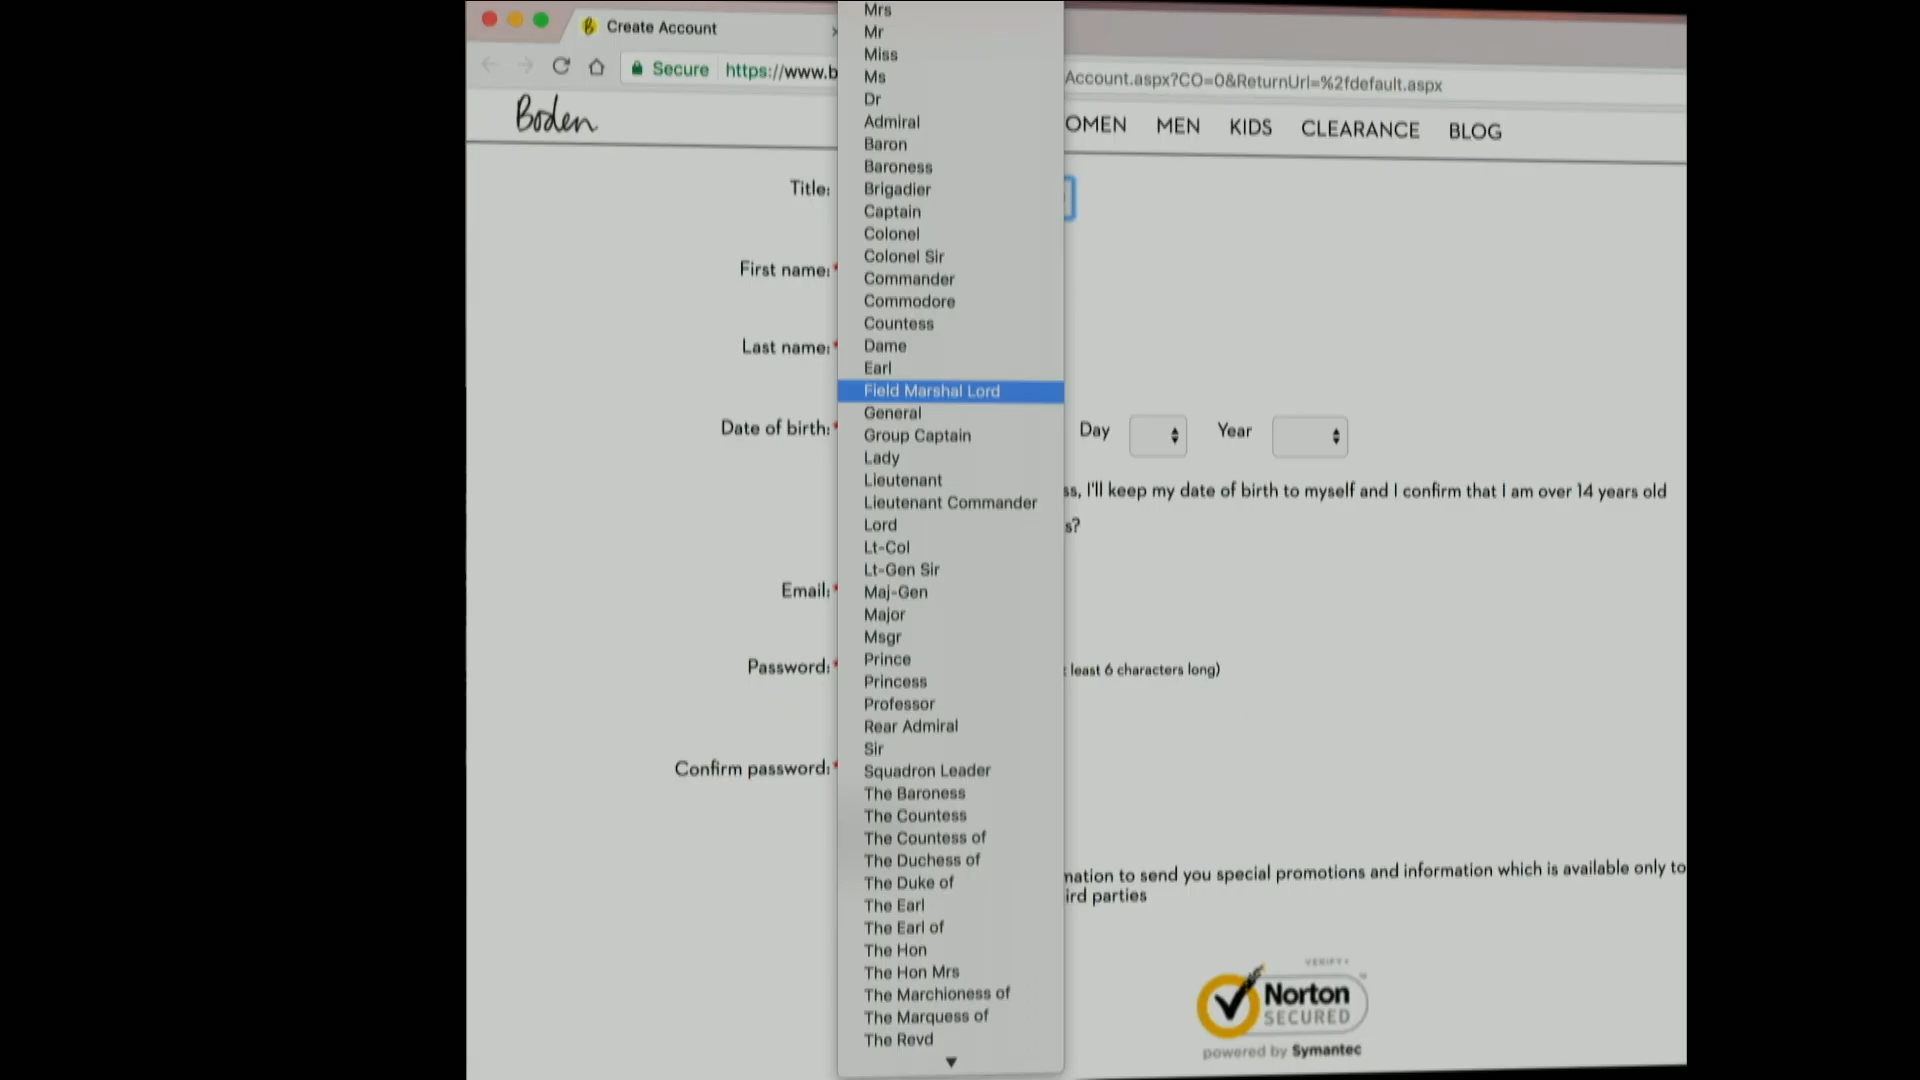 Create Account
Secure https://www.b
Account.aspx?CO=0&ReturnUrl=%2fdefault.aspx
Boden
OMEN MEN KIDS CLEARANCE BLOG
Title:
First name:*
Last name:*
Date of birth:*
Day
Year
ss, I'll keep my date of birth to myself and I confirm that I am over 14 years old
s?
Email:*
Password:*
least 6 characters long)
Confirm password:*
mation to send you special promotions and information which is available only to
ird parties
Mrs
Mr
Miss
Ms
Dr
Admiral
Baron
Baroness
Brigadier
Captain
Colonel
Colonel Sir
Commander
Commodore
Countess
Dame
Earl
Field Marshal Lord
General
Group Captain
Lady
Lieutenant
Lieutenant Commander
Lord
Lt-Col
Lt-Gen Sir
Maj-Gen
Major
Msgr
Prince
Princess
Professor
Rear Admiral
Sir
Squadron Leader
The Baroness
The Countess
The Countess of
The Duchess of
The Duke of
The Earl
The Earl of
The Hon
The Hon Mrs
The Marchioness of
The Marquess of
The Revd
VERIFY
Norton
SECURED
powered by Symantec